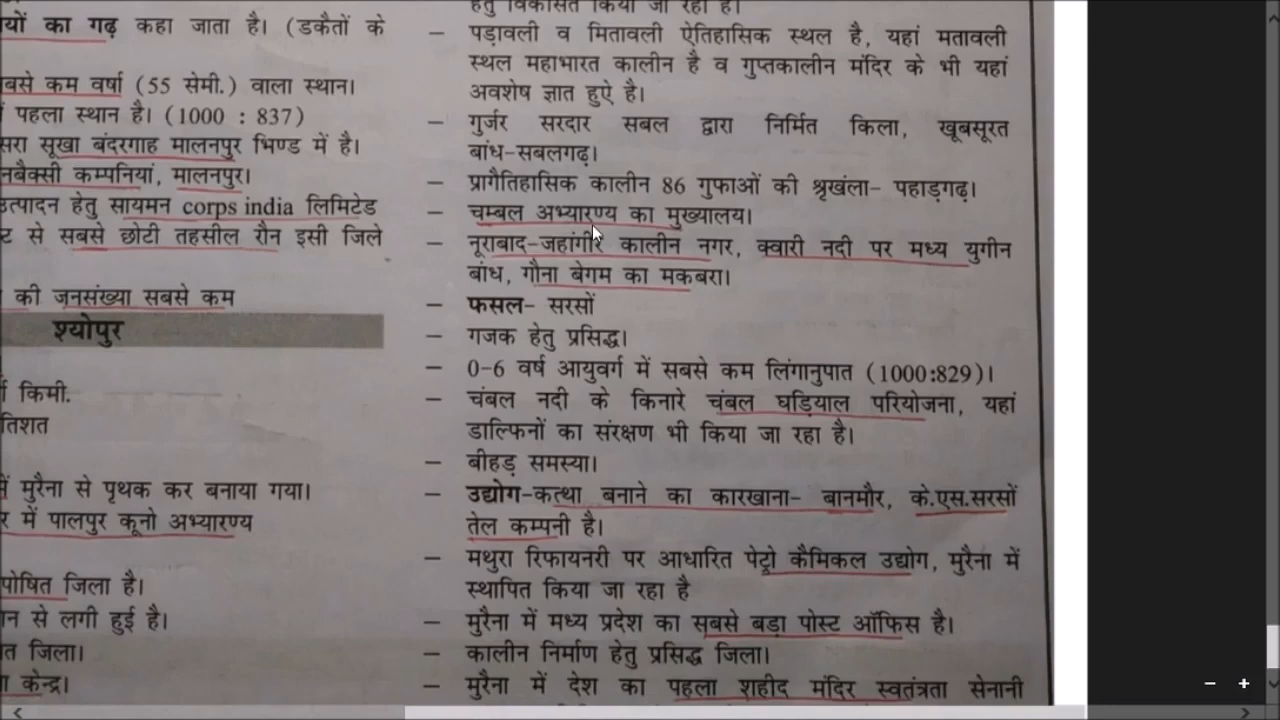 यों का गढ़ कहा जाता है। (डकैतों के
बसे कम वर्षा (55 सेमी.) वाला स्थान।
पहला स्थान है। (1000 : 837)
सरा सूखा बंदरगाह मालनपुर भिण्ड में है।
नबैक्सी कम्पनियां, मालनपुर।
उत्पादन हेतु सायमन corps india लिमिटेड
ट से सबसे छोटी तहसील रौन इसी जिले
की जनसंख्या सबसे कम
श्योपुर
किमी.
तिशत
में मुरैना से पृथक कर बनाया गया।
र में पालपुर कूनो अभ्यारण्य
पोषित जिला है।
न से लगी हुई है।
त जिला।
केन्द्र।
हेतु विकसित किया जा रहा है।
– पड़ावली व मितावली ऐतिहासिक स्थल है, यहां मतावली
स्थल महाभारत कालीन है व गुप्तकालीन मंदिर के भी यहां
अवशेष ज्ञात हुऐ है।
– गुर्जर सरदार सबल द्वारा निर्मित किला, खूबसूरत
बांध-सबलगढ़।
– प्रागैतिहासिक कालीन 86 गुफाओं की श्रृखंला- पहाड़गढ़।
– चम्बल अभ्यारण्य का मुख्यालय।
– नूराबाद-जहांगीर कालीन नगर, क्वारी नदी पर मध्य युगीन
बांध, गौना बेगम का मकबरा।
– फसल- सरसों
– गजक हेतु प्रसिद्ध।
– 0-6 वर्ष आयुवर्ग में सबसे कम लिंगानुपात (1000:829)।
– चंबल नदी के किनारे चंबल घड़ियाल परियोजना, यहां
डाल्फिनों का संरक्षण भी किया जा रहा है।
– बीहड़ समस्या।
– उद्योग-कत्था बनाने का कारखाना- बानमौर, के.एस.सरसों
तेल कम्पनी है।
– मथुरा रिफायनरी पर आधारित पेट्रो कैमिकल उद्योग, मुरैना में
स्थापित किया जा रहा है
– मुरैना में मध्य प्रदेश का सबसे बड़ा पोस्ट ऑफिस है।
– कालीन निर्माण हेतु प्रसिद्ध जिला।
– मुरैना में देश का पहला शहीद मंदिर स्वतंत्रता सेनानी